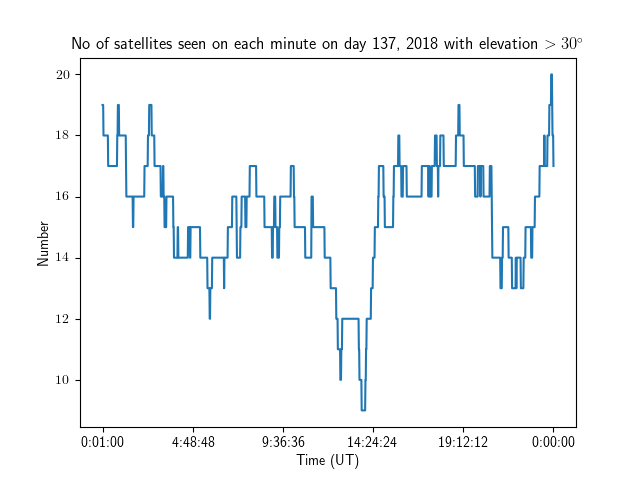 No of satellites seen on each minute on day 137, 2018 with elevation > 30°
20
18
16
14
12
10
Number
0:01:00 4:48:48 9:36:36 14:24:24 19:12:12 0:00:00
Time (UT)